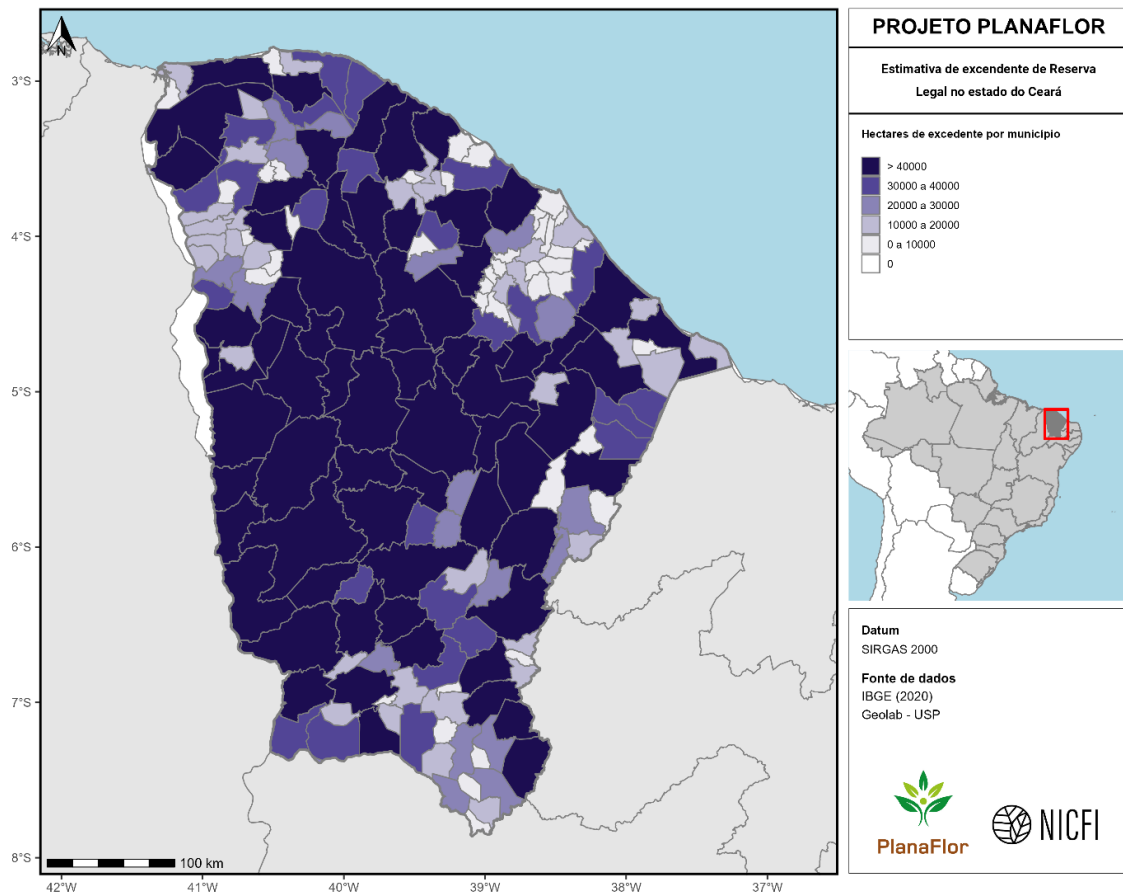 PROJETO PLANAFLOR
Estimativa de excendente de Reserva
Legal no estado do Ceará
Hectares de excedente por municipio
> 40000
30000 a 40000
20000 a 30000
10000 a 20000
0 a 10000
0
N
3°S
4°S
5°S
6°S
7°S
8°S
100 km
42°W
41°W
40°W
39°W
38°W
37°W
Datum
SIRGAS 2000
Fonte de dados
IBGE (2020)
Geolab - USP
PlanaFlor
NICFI